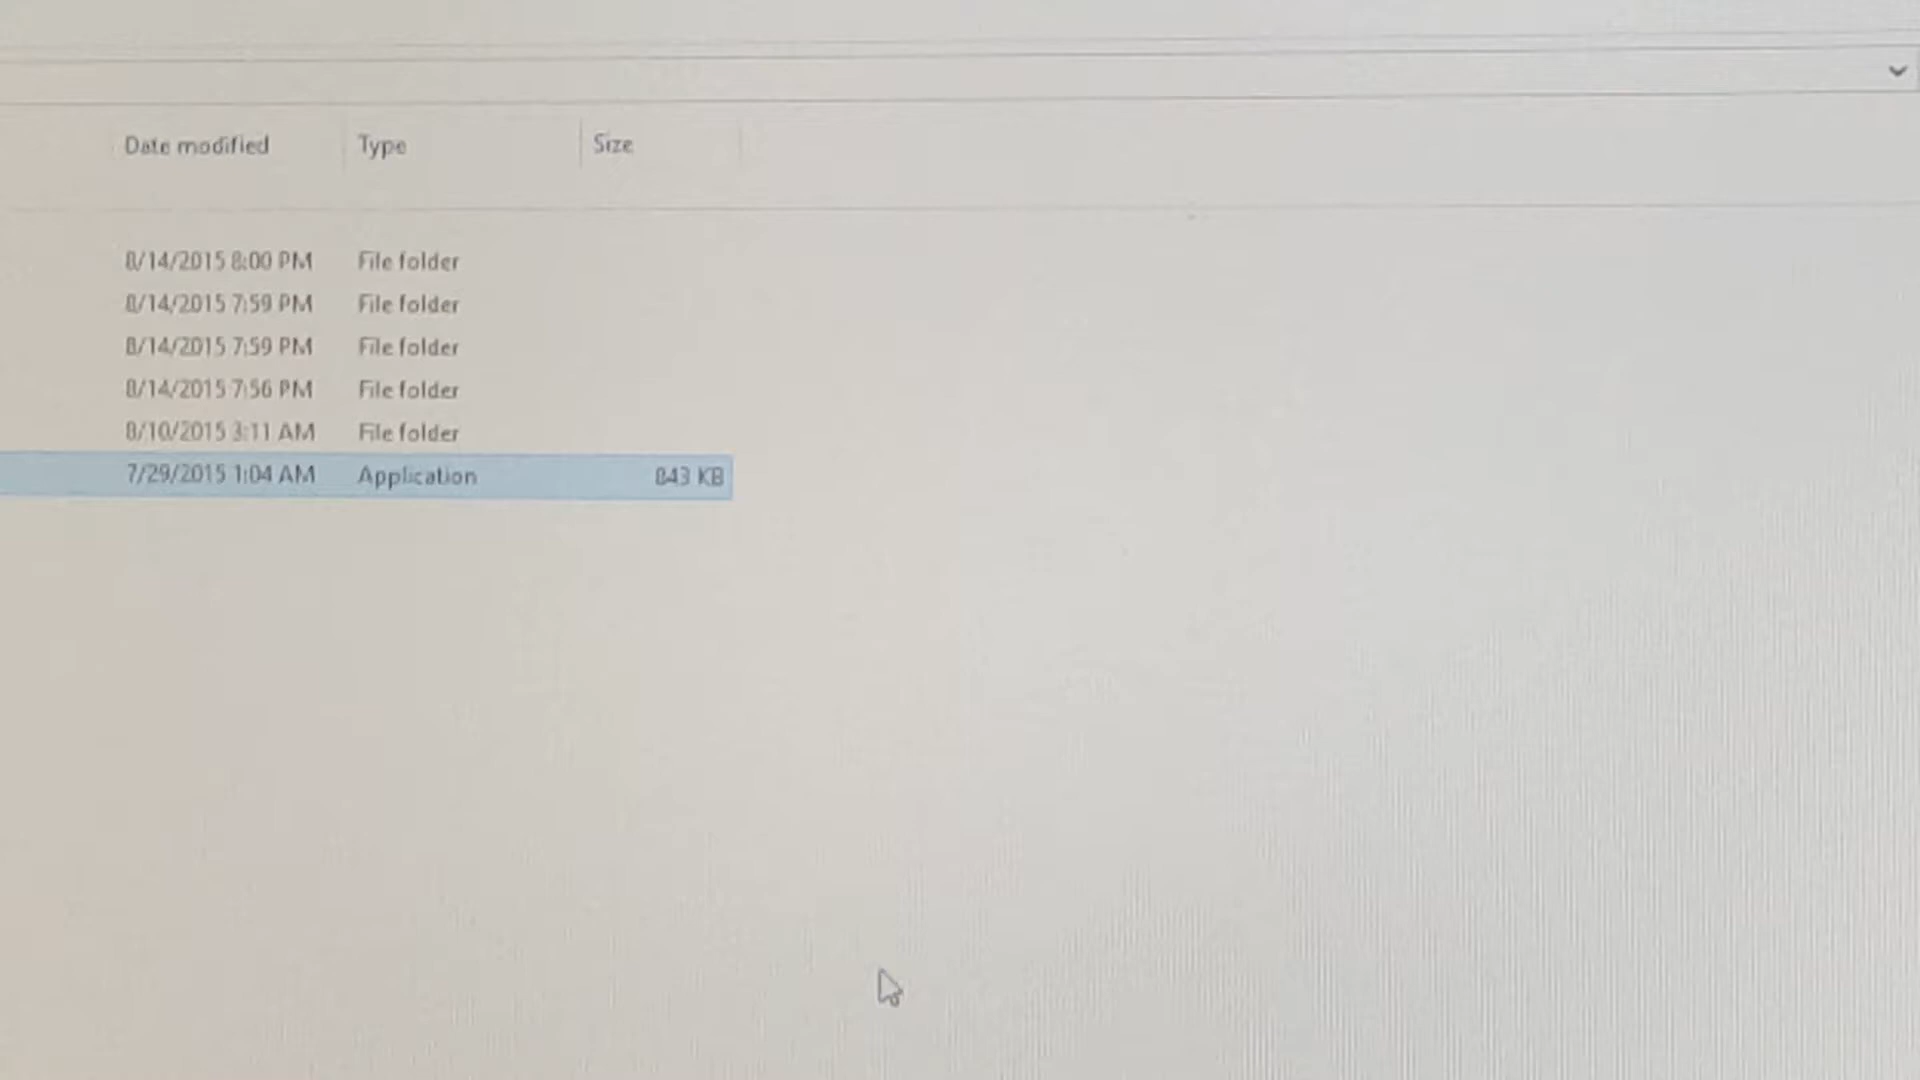 Date modified Type Size
8/14/2015 8:00 PM File folder
8/14/2015 7:59 PM File folder
8/14/2015 7:59 PM File folder
8/14/2015 7:56 PM File folder
8/10/2015 3:11 AM File folder
7/29/2015 1:04 AM Application 843 KB